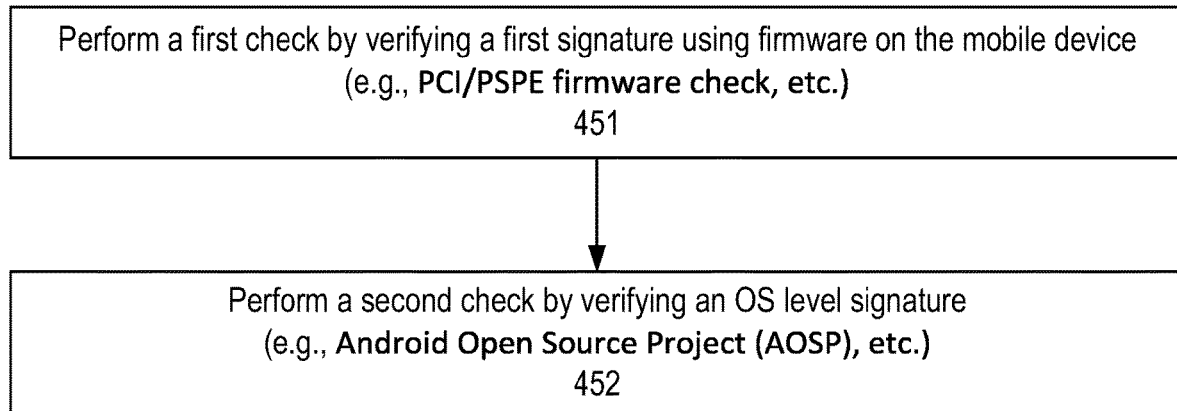 Perform a first check by verifying a first signature using firmware on the mobile device
(e.g., PCI/PSPE firmware check, etc.)
451
Perform a second check by verifying an OS level signature
(e.g., Android Open Source Project (AOSP), etc.)
452